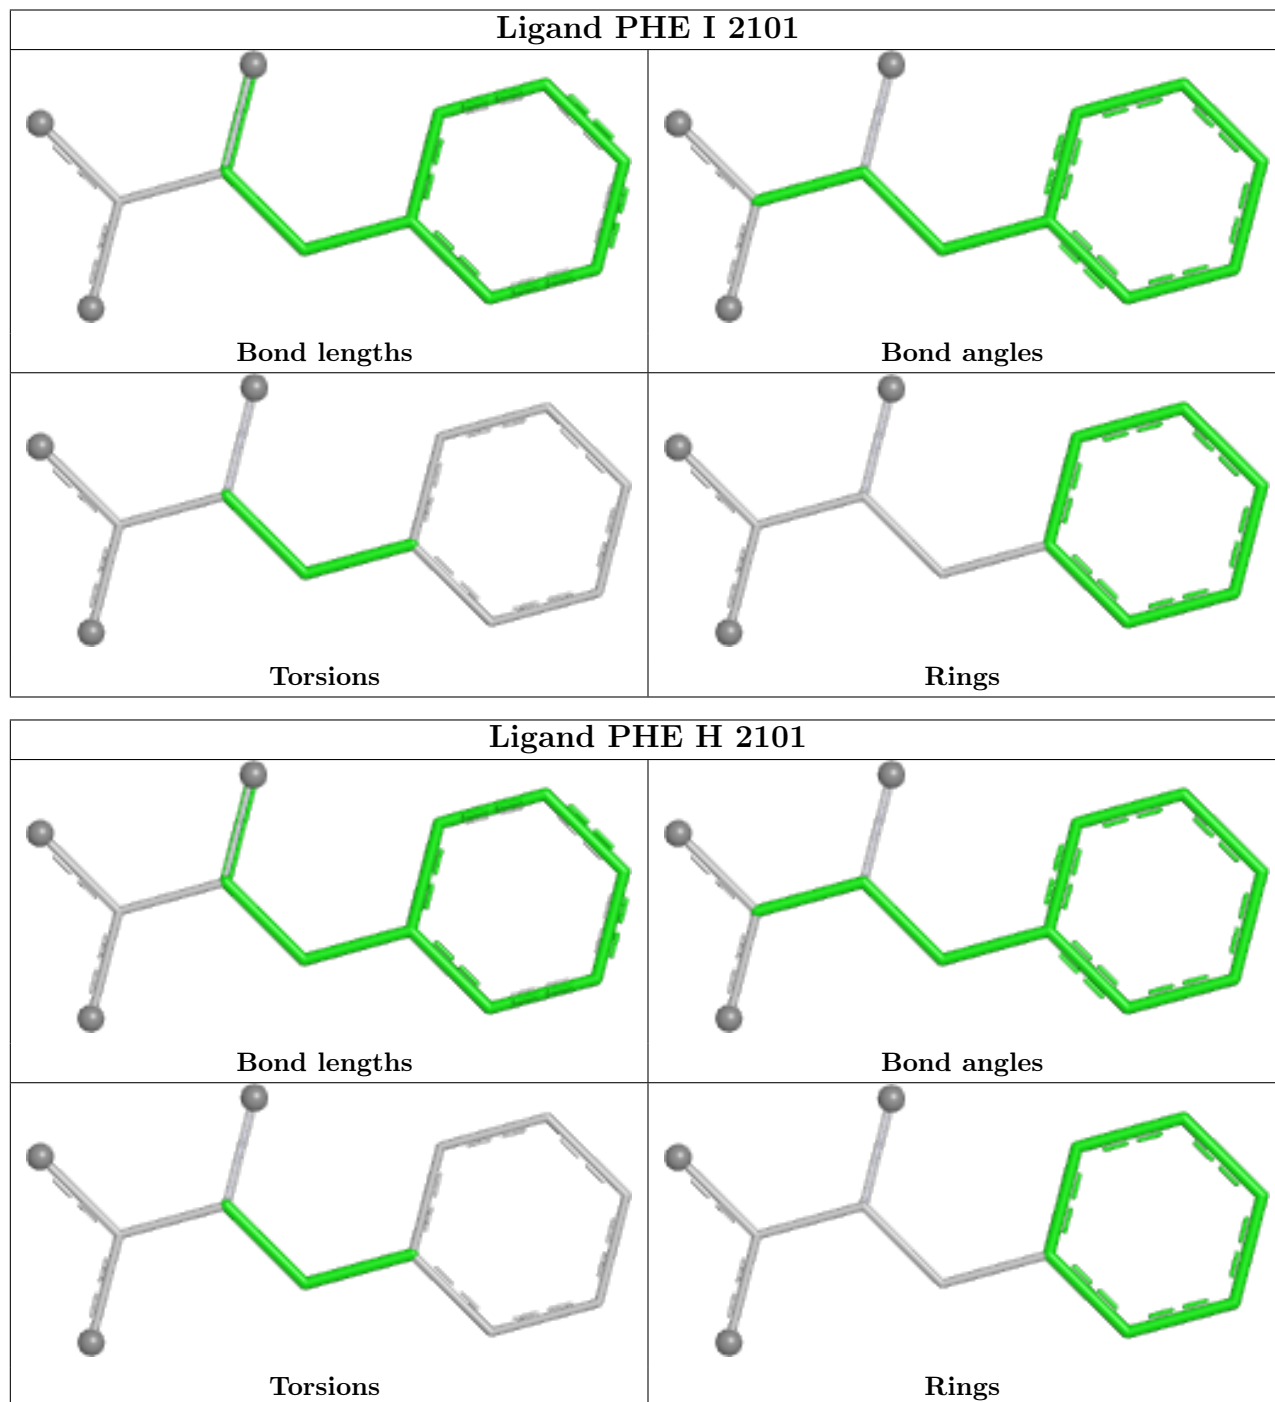 Ligand PHE I 2101
Bond lengths
Bond angles
Torsions
Rings
Ligand PHE H 2101
Bond lengths
Bond angles
Torsions
Rings